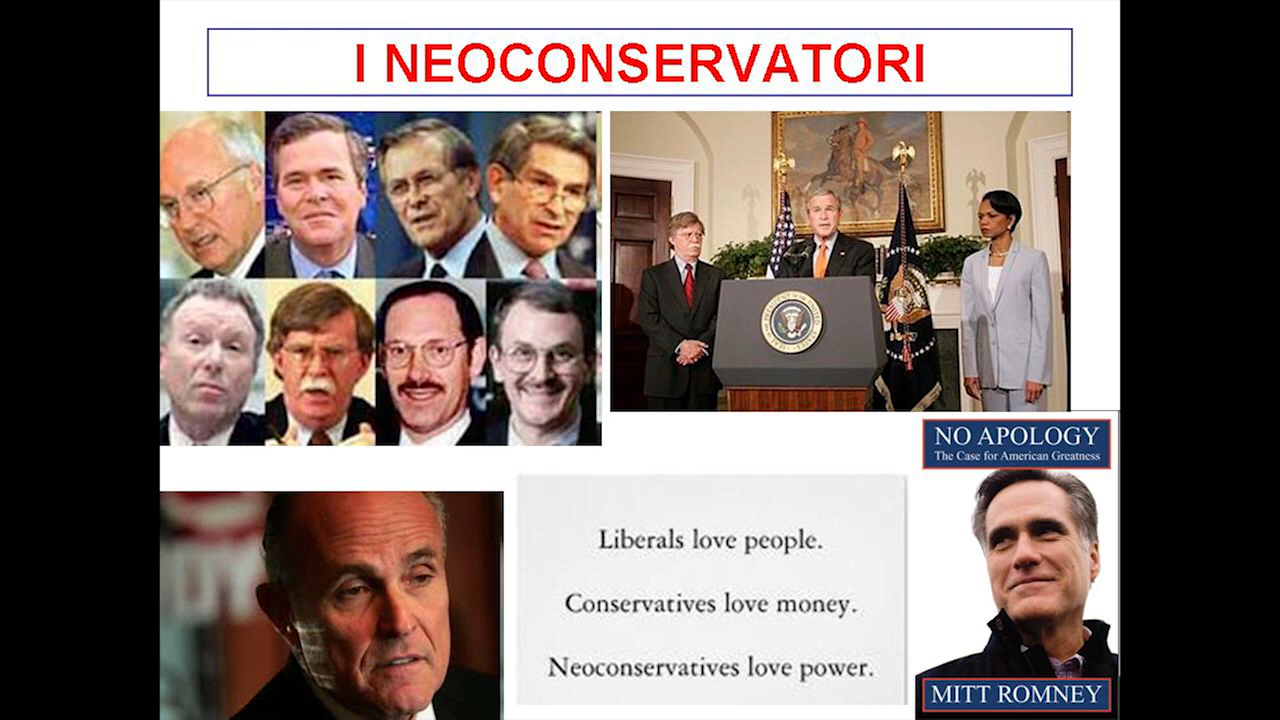 I NEOCONSERVATORI
NO APOLOGY
The Case for American Greatness
Liberals love people.
Conservatives love money.
Neoconservatives love power.
MITT ROMNEY